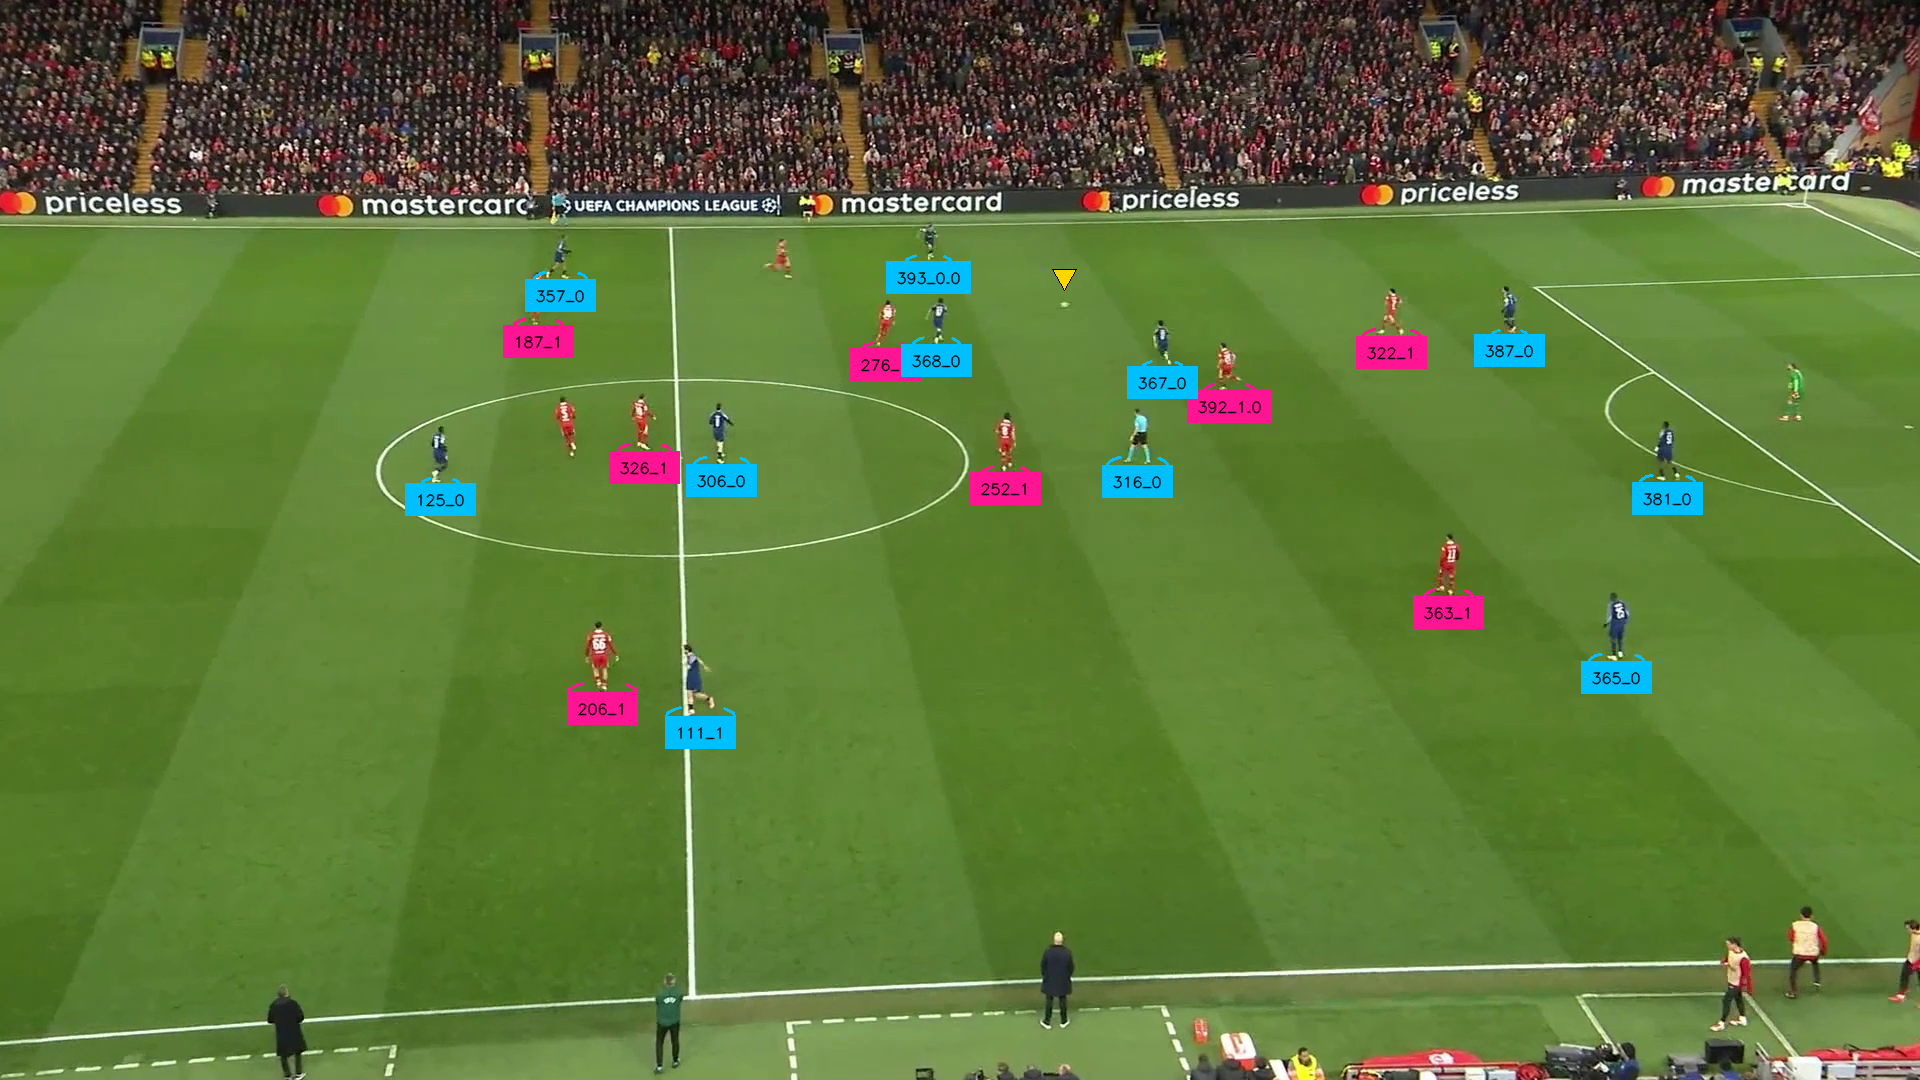 priceless
mastercard
UEFA CHAMPIONS LEAGUE
mastercard
priceless
priceless
mastercard
393_0.0
357_0
187_1
276_
368_0
322_1
387_0
367_0
392_1.0
326_1
306_0
125_0
252_1
316_0
381_0
363_1
365_0
206_1
111_1
66